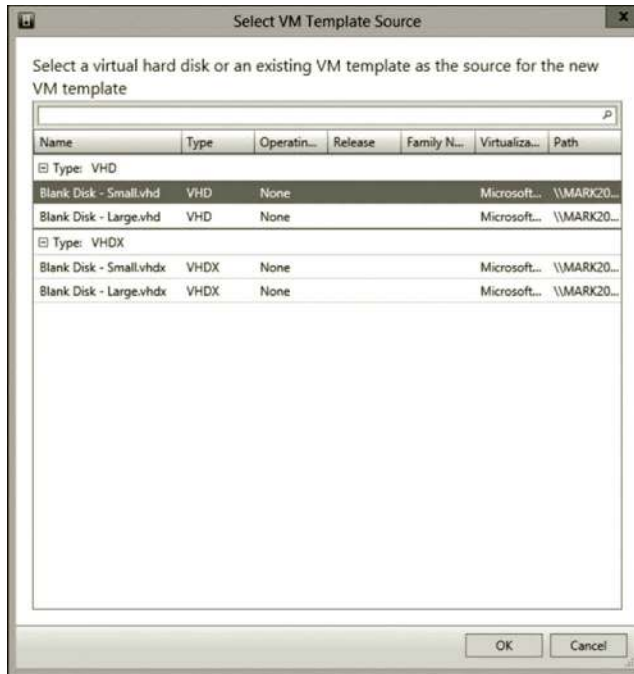 Select VM Template Source
x
Select a virtual hard disk or an existing VM template as the source for the new
VM template
Name Type Operatin... Release Family N... Virtualiza... Path
Type: VHD
Blank Disk - Small.vhd VHD None Microsoft... \\MARK20...
Blank Disk - Large.vhd VHD None Microsoft... \\MARK20...
Type: VHDX
Blank Disk - Small.vhdx VHDX None Microsoft... \\MARK20...
Blank Disk - Large.vhdx VHDX None Microsoft... \\MARK20...
OK Cancel